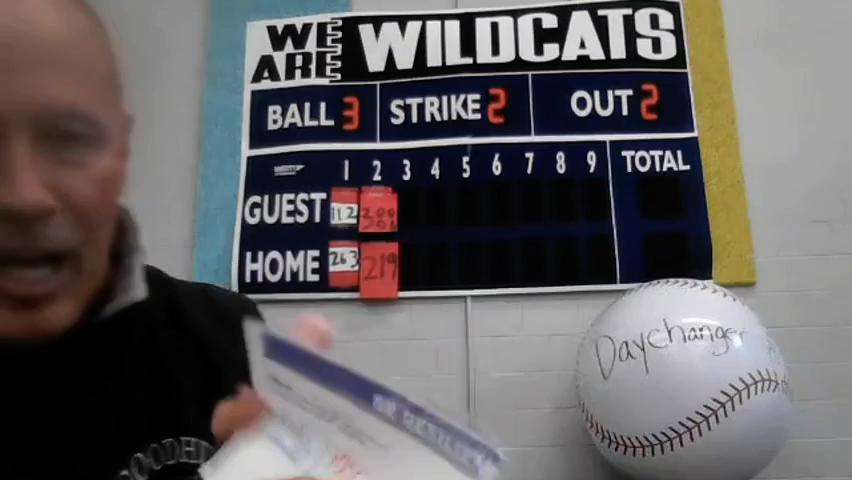 WE ARE WILDCATS
BALL 3 STRIKE 2 OUT 2
1 2 3 4 5 6 7 8 9 TOTAL
GUEST 112
HOME 263 219
Daychanger